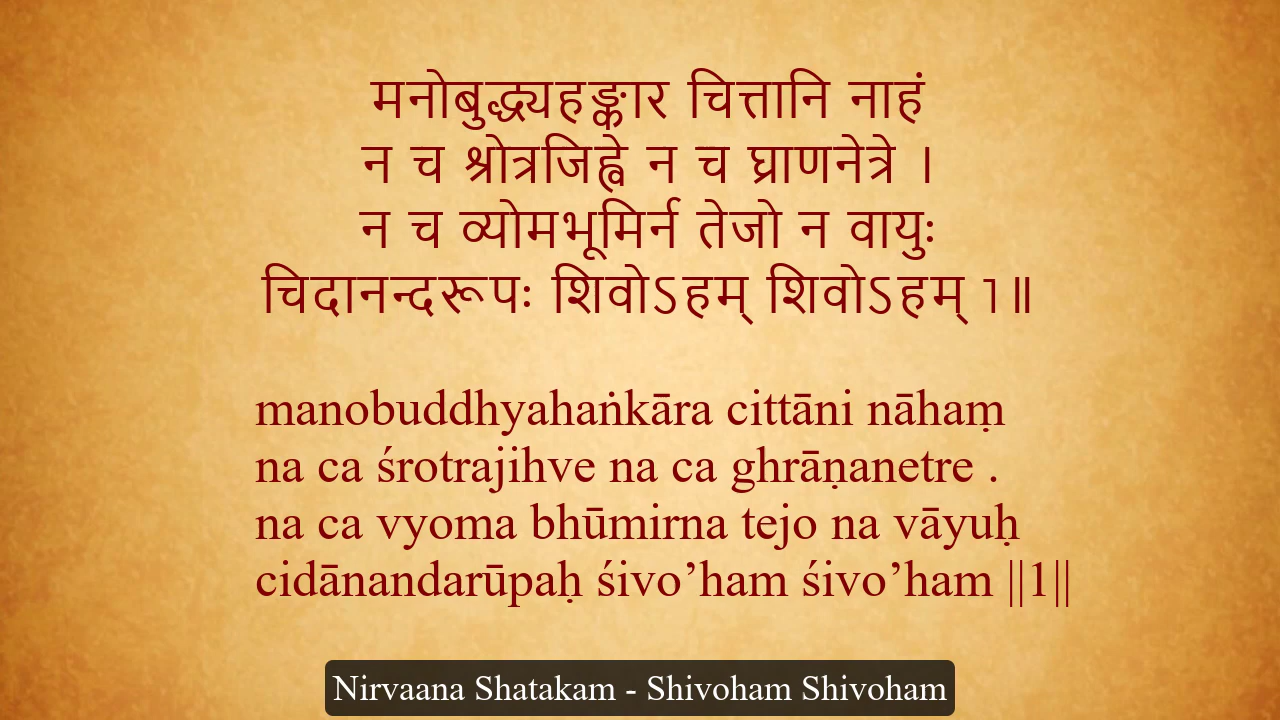 मनोबुद्ध्यहङ्कार चित्तानि नाहं
न च श्रोत्रजिह्वे न च घ्राणनेत्रे ।
न च व्योमभूमिर्न तेजो न वायुः
चिदानन्दरूपः शिवोऽहम् शिवोऽहम् १॥
manobuddhyahaṅkāra cittāni nāhaṃ
na ca śrotrajihve na ca ghrāṇanetre .
na ca vyoma bhūmirna tejo na vāyuḥ
cidānandarūpaḥ śivo’ham śivo’ham ||1||
Nirvaana Shatakam - Shivoham Shivoham